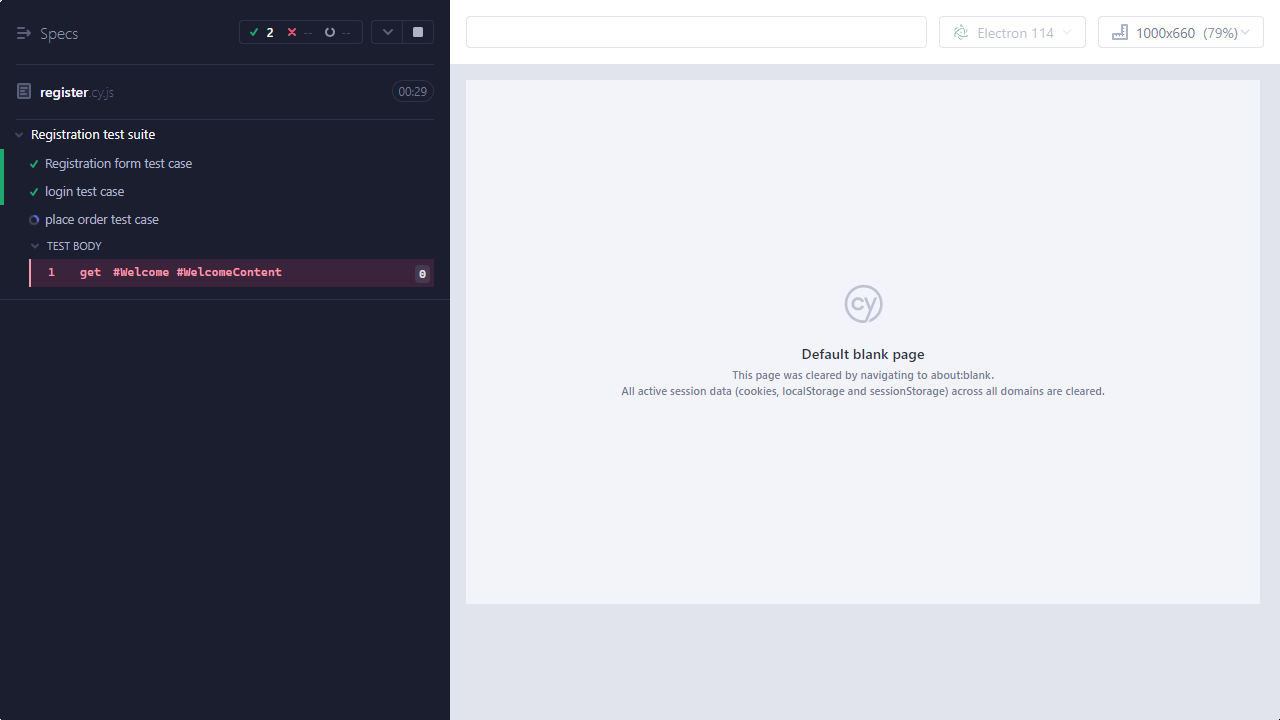 Specs
2 -- --
register.cy.js
00:29
Registration test suite
Registration form test case
login test case
place order test case
TEST BODY
1 get #Welcome #WelcomeContent 0
Electron 114
1000x660 (79%)
cy
Default blank page
This page was cleared by navigating to about:blank.
All active session data (cookies, localStorage and sessionStorage) across all domains are cleared.